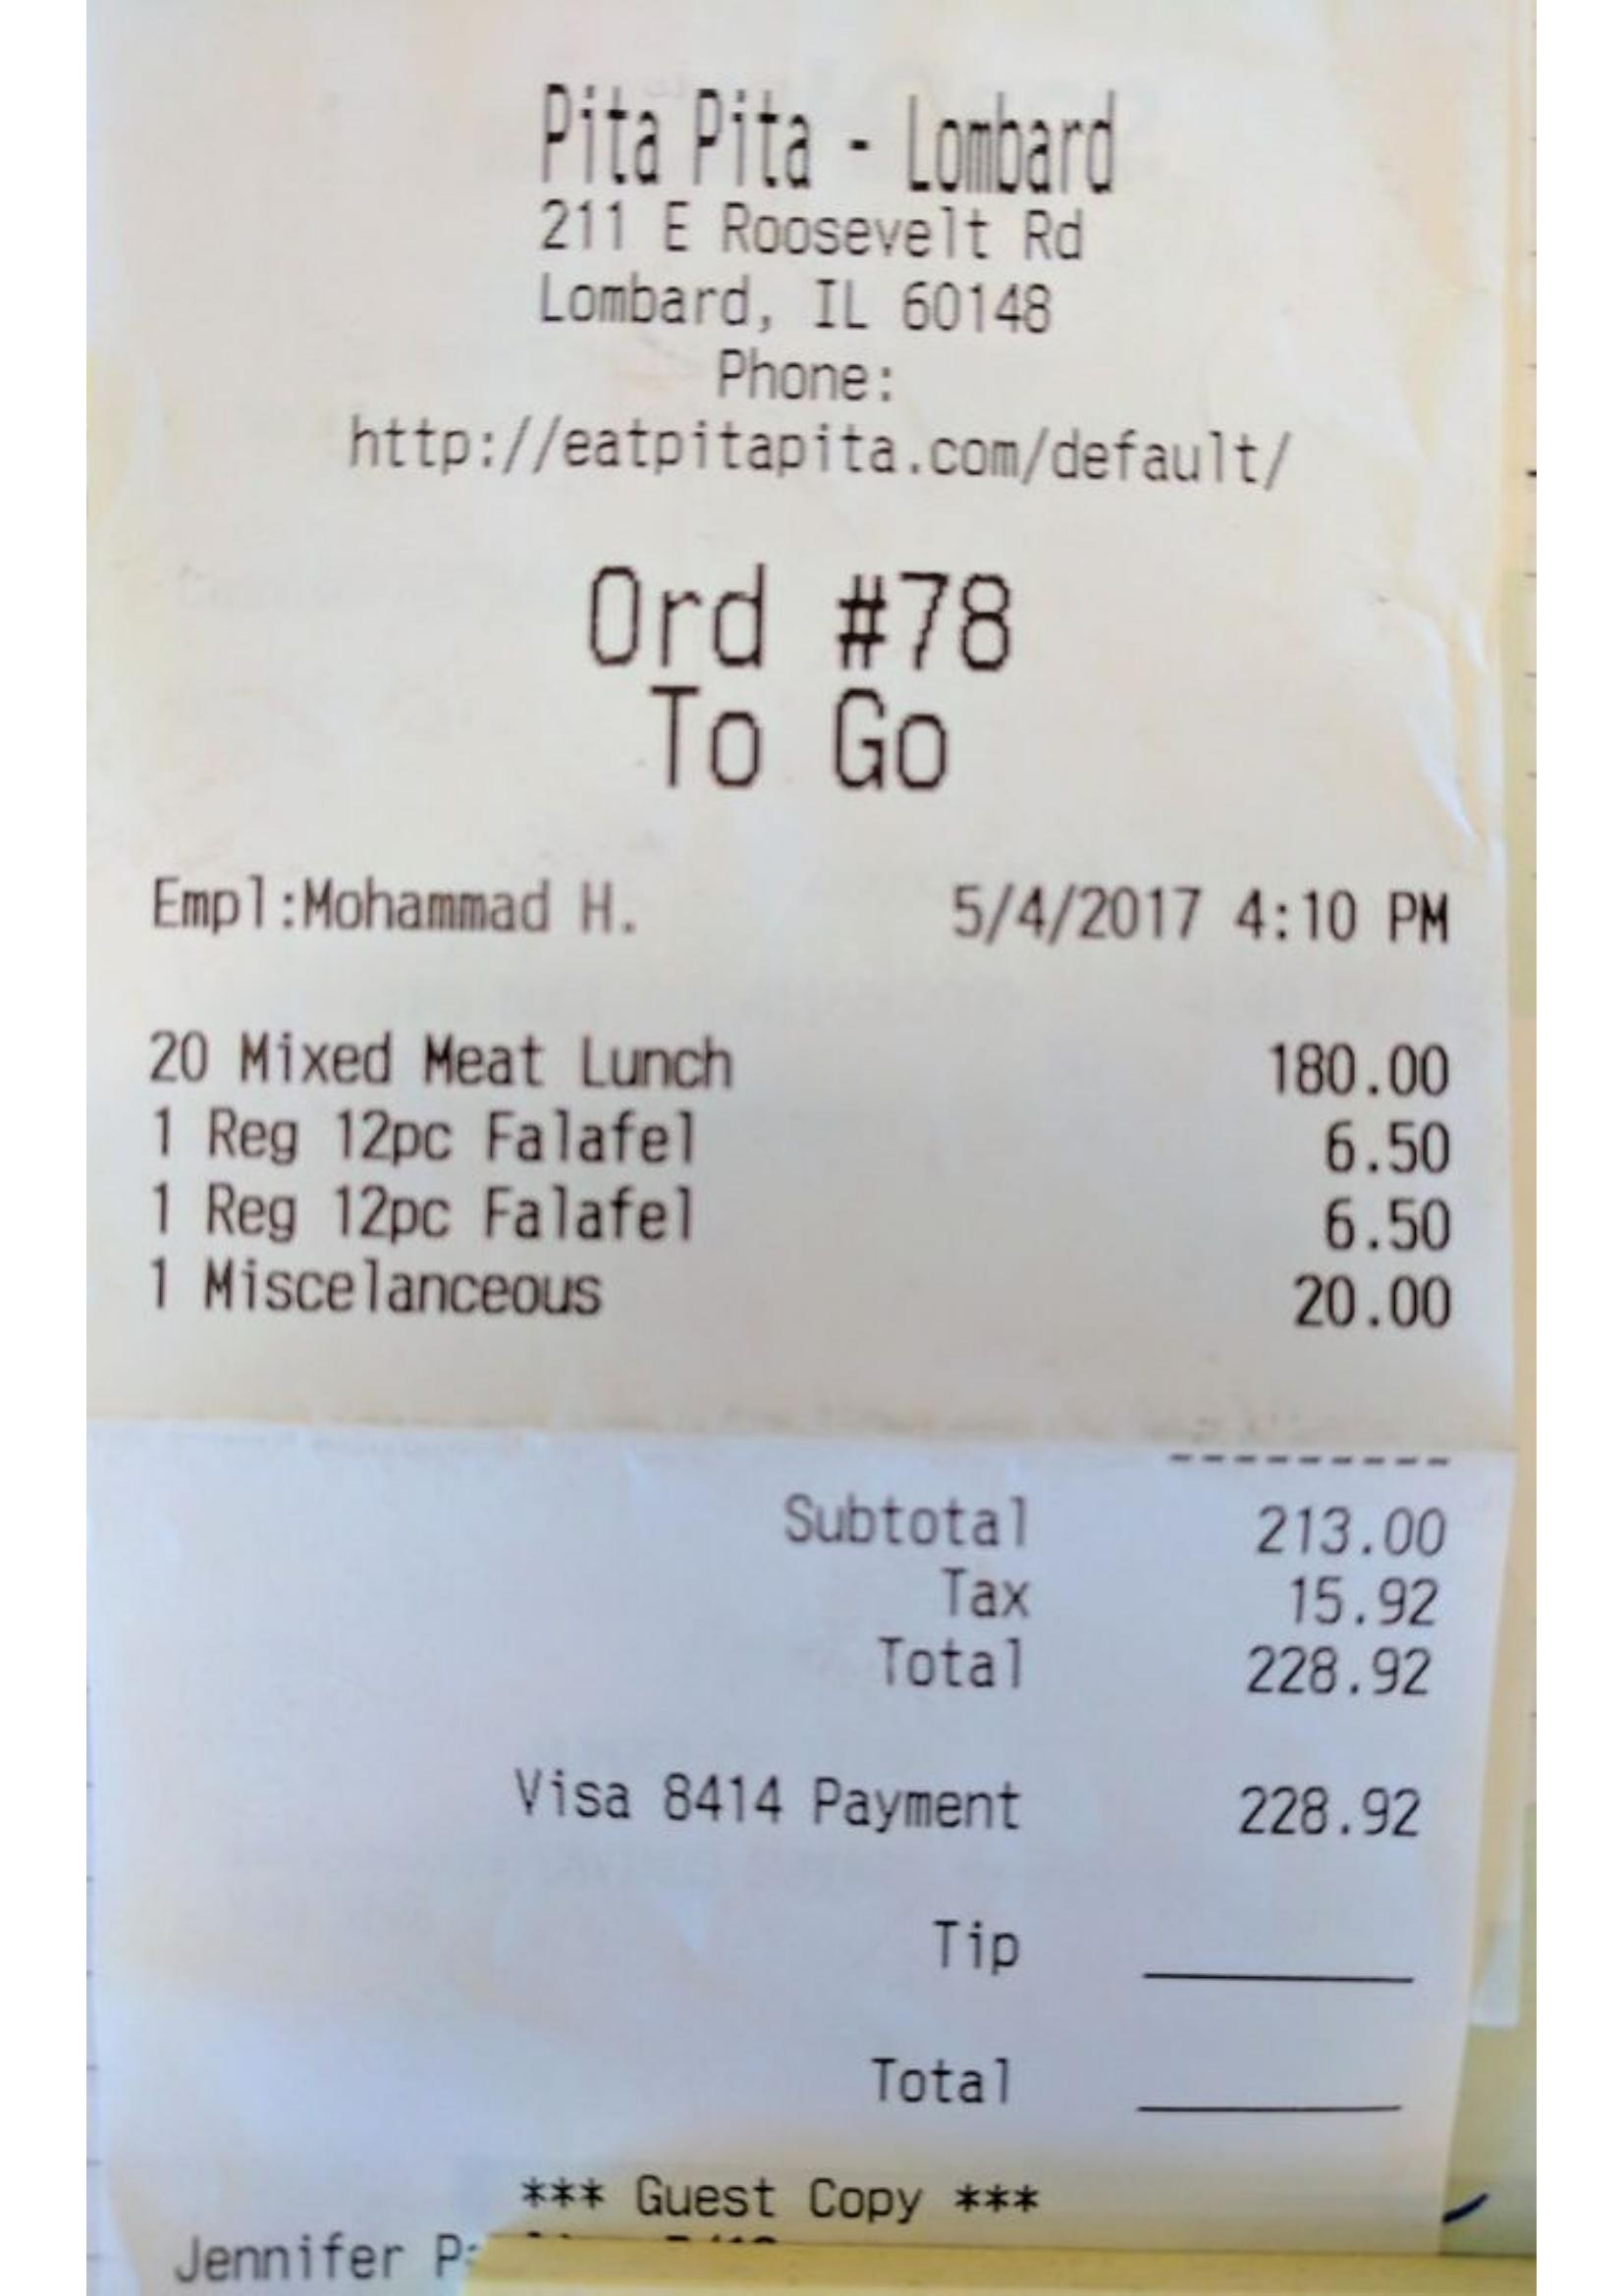 Pita Pita - Lombard
211 E Roosevelt Rd
Lombard, IL 60148
Phone:
http://eatpitapita.com/default/
Ord #78
To Go
Empl:Mohammad H. 5/4/2017 4:10 PM
20 Mixed Meat Lunch 180.00
1 Reg 12pc Falafel 6.50
1 Reg 12pc Falafel 6.50
1 Miscelanceous 20.00
---------
Subtotal 213.00
Tax 15.92
Total 228.92
Visa 8414 Payment 228.92
Tip
Total
*** Guest Copy ***
Jennifer